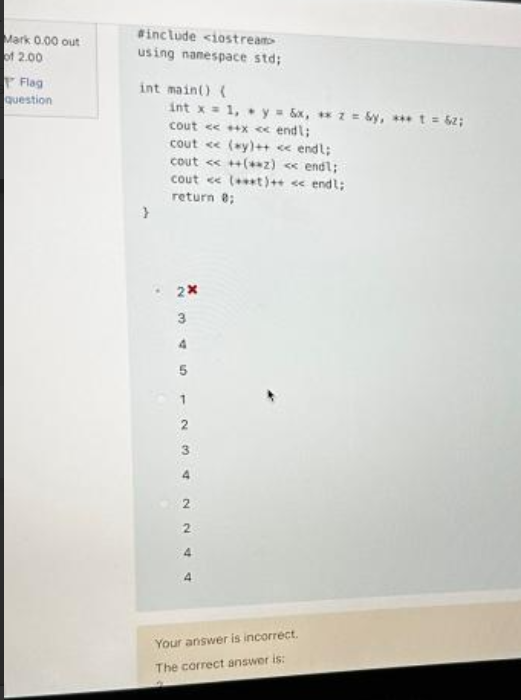 Mark 0.00 out
of 2.00
Flag
question
#include <iostream>
using namespace std;
int main() {
int x = 1, * y = &x, ** z = &y, *** t = &z;
cout << ++x << endl;
cout << (*y)++ << endl;
cout << ++(**z) << endl;
cout << (***t)++ << endl;
return 0;
}
2
3
4
5
1
2
3
4
2
2
4
4
Your answer is incorrect.
The correct answer is: